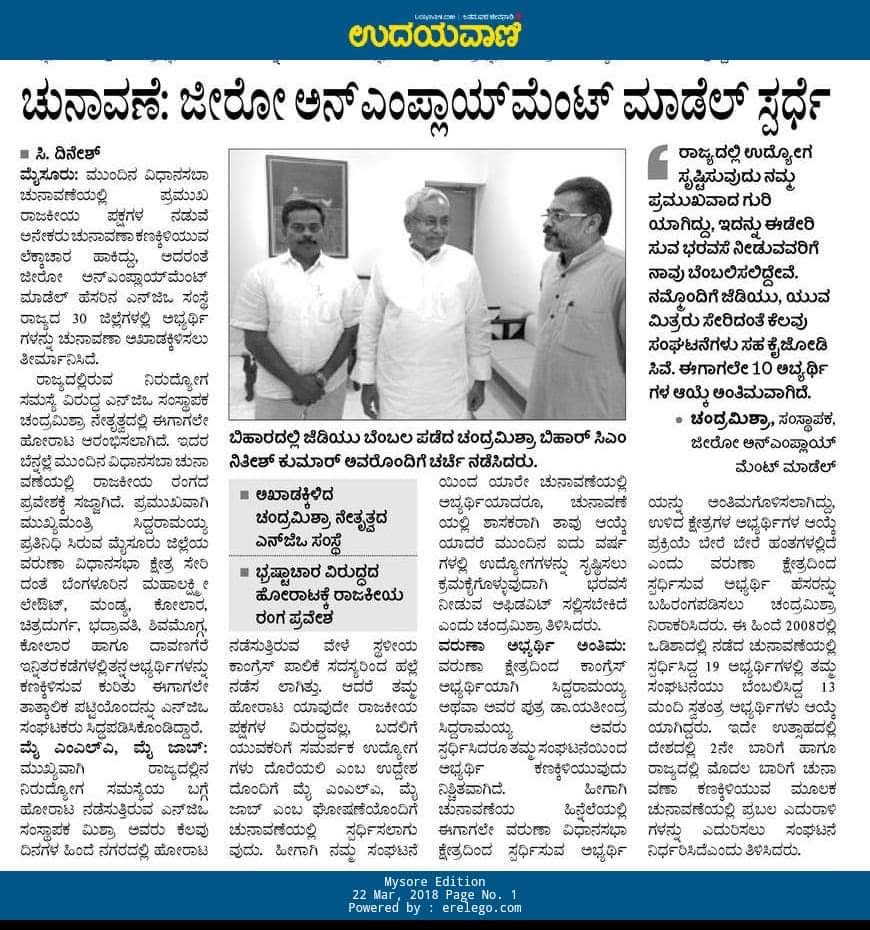 udayavani.com | ಜನಮನದ ಜೀವನಾಡಿ
ಉದಯವಾಣಿ
ಚುನಾವಣೆ: ಜೀರೋ ಅನ್‌ಎಂಪ್ಲಾಯ್‌ಮೆಂಟ್ ಮಾಡೆಲ್ ಸ್ಪರ್ಧೆ
■ ಸಿ. ದಿನೇಶ್
ಮೈಸೂರು: ಮುಂದಿನ ವಿಧಾನಸಬಾ
ಚುನಾವಣೆಯಲ್ಲಿ ಪ್ರಮುಖ
ರಾಜಕೀಯ ಪಕ್ಷಗಳ ನಡುವೆ
ಅನೇಕರು ಚುನಾವಣಾ ಕಣಕ್ಕಿಳಿಯುವ
ಲೆಕ್ಕಾಚಾರ ಹಾಕಿದ್ದು, ಅದರಂತೆ
ಜೀರೋ ಅನ್‌ಎಂಪ್ಲಾಯ್‌ಮೆಂಟ್
ಮಾಡೆಲ್ ಹೆಸರಿನ ಎನ್‌ಜಿಒ ಸಂಸ್ಥೆ
ರಾಜ್ಯದ 30 ಜಿಲ್ಲೆಗಳಲ್ಲಿ ಅಭ್ಯರ್ಥಿ
ಗಳನ್ನು ಚುನಾವಣಾ ಅಖಾಡಕ್ಕಿಳಿಸಲು
ತೀರ್ಮಾನಿಸಿದೆ.
ರಾಜ್ಯದಲ್ಲಿರುವ ನಿರುದ್ಯೋಗ
ಸಮಸ್ಯೆ ವಿರುದ್ಧ ಎನ್‌ಜಿಒ ಸಂಸ್ಥಾಪಕ
ಚಂದ್ರಮಿಶ್ರಾ ನೇತೃತ್ವದಲ್ಲಿ ಈಗಾಗಲೇ
ಹೋರಾಟ ಆರಂಭಿಸಲಾಗಿದೆ. ಇದರ
ಬೆನ್ನಲ್ಲೆ ಮುಂದಿನ ವಿಧಾನಸಬಾ ಚುನಾ
ವಣೆಯಲ್ಲಿ ರಾಜಕೀಯ ರಂಗದ
ಪ್ರವೇಶಕ್ಕೆ ಸಜ್ಜಾಗಿದೆ. ಪ್ರಮುಖವಾಗಿ
ಮುಖ್ಯಮಂತ್ರಿ ಸಿದ್ದರಾಮಯ್ಯ
ಪ್ರತಿನಿಧಿ ಸಿರುವ ಮೈಸೂರು ಜಿಲ್ಲೆಯ
ವರುಣಾ ವಿಧಾನಸಭಾ ಕ್ಷೇತ್ರ ಸೇರಿ
ದಂತೆ ಬೆಂಗಳೂರಿನ ಮಹಾಲಕ್ಷ್ಮೀ
ಲೇಔಟ್, ಮಂಡ್ಯ, ಕೋಲಾರ,
ಚಿತ್ರದುರ್ಗ, ಭದ್ರಾವತಿ, ಶಿವಮೊಗ್ಗ,
ಕೋಲಾರ ಹಾಗೂ ದಾವಣಗೆರೆ
ಇನ್ನಿತರ ಕಡೆಗಳಲ್ಲಿ ತನ್ನ ಅಭ್ಯರ್ಥಿಗಳನ್ನು
ಕಣಕ್ಕಿಳಿಸುವ ಕುರಿತು ಈಗಾಗಲೇ
ತಾತ್ಕಾಲಿಕ ಪಟ್ಟಿಯೊಂದನ್ನು ಎನ್‌ಜಿಒ
ಸಂಘಟಕರು ಸಿದ್ಧಪಡಿಸಿಕೊಂಡಿದ್ದಾರೆ.
ಮೈ ಎಂಎಲ್‌ಎ, ಮೈ ಜಾಬ್:
ಮುಖ್ಯವಾಗಿ ರಾಜ್ಯದಲ್ಲಿನ
ನಿರುದ್ಯೋಗ ಸಮಸ್ಯೆಯ ಬಗ್ಗೆ
ಹೋರಾಟ ನಡೆಸುತ್ತಿರುವ ಎನ್‌ಜಿಒ
ಸಂಸ್ಥಾಪಕ ಮಿಶ್ರಾ ಅವರು ಕೆಲವು
ದಿನಗಳ ಹಿಂದೆ ನಗರದಲ್ಲಿ ಹೋರಾಟ
ಬಿಹಾರದಲ್ಲಿ ಜೆಡಿಯು ಬೆಂಬಲ ಪಡೆದ ಚಂದ್ರಮಿಶ್ರಾ ಬಿಹಾರ್ ಸಿಎಂ
ನಿತೀಶ್ ಕುಮಾರ್ ಅವರೊಂದಿಗೆ ಚರ್ಚೆ ನಡೆಸಿದರು.
■ ಅಖಾಡಕ್ಕಿಳಿದ
ಚಂದ್ರಮಿಶ್ರಾ ನೇತೃತ್ವದ
ಎನ್‌ಜಿಒ ಸಂಸ್ಥೆ
■ ಭ್ರಷ್ಟಾಚಾರ ವಿರುದ್ಧದ
ಹೋರಾಟಕ್ಕೆ ರಾಜಕೀಯ
ರಂಗ ಪ್ರವೇಶ
ನಡೆಸುತ್ತಿರುವ ವೇಳೆ ಸ್ಥಳೀಯ
ಕಾಂಗ್ರೆಸ್ ಪಾಲಿಕೆ ಸದಸ್ಯರಿಂದ ಹಲ್ಲೆ
ನಡೆಸ ಲಾಗಿತ್ತು. ಆದರೆ ತಮ್ಮ
ಹೋರಾಟ ಯಾವುದೇ ರಾಜಕೀಯ
ಪಕ್ಷಗಳ ವಿರುದ್ಧವಲ್ಲ, ಬದಲಿಗೆ
ಯುವಕರಿಗೆ ಸಮರ್ಪಕ ಉದ್ಯೋಗ
ಗಳು ದೊರೆಯಲಿ ಎಂಬ ಉದ್ದೇಶ
ದೊಂದಿಗೆ ಮೈ ಎಂಎಲ್‌ಎ, ಮೈ
ಜಾಬ್ ಎಂಬ ಘೋಷಣೆಯೊಂದಿಗೆ
ಚುನಾವಣೆಯಲ್ಲಿ ಸ್ಪರ್ಧಿಸಲಾಗು
ವುದು. ಹೀಗಾಗಿ ನಮ್ಮ ಸಂಘಟನೆ
ಯಿಂದ ಯಾರೇ ಚುನಾವಣೆಯಲ್ಲಿ
ಅಭ್ಯರ್ಥಿಯಾದರೂ, ಚುನಾವಣೆ
ಯಲ್ಲಿ ಶಾಸಕರಾಗಿ ತಾವು ಆಯ್ಕೆ
ಯಾದರೆ ಮುಂದಿನ ಐದು ವರ್ಷ
ಗಳಲ್ಲಿ ಉದ್ಯೋಗಗಳನ್ನು ಸೃಷ್ಠಿಸಲು
ಕ್ರಮಕೈಗೊಳ್ಳುವುದಾಗಿ ಭರವಸೆ
ನೀಡುವ ಅಫಿಡವಿಟ್ ಸಲ್ಲಿಸಬೇಕಿದೆ
ಎಂದು ಚಂದ್ರಮಿಶ್ರಾ ತಿಳಿಸಿದರು.
ವರುಣಾ ಅಭ್ಯರ್ಥಿ ಅಂತಿಮ:
ವರುಣಾ ಕ್ಷೇತ್ರದಿಂದ ಕಾಂಗ್ರೆಸ್
ಅಭ್ಯರ್ಥಿಯಾಗಿ ಸಿದ್ದರಾಮಯ್ಯ
ಅಥವಾ ಅವರ ಪುತ್ರ ಡಾ.ಯತೀಂದ್ರ
ಸಿದ್ದರಾಮಯ್ಯ ಅವರು
ಸ್ಪರ್ಧಿಸಿದರೂ ತಮ್ಮ ಸಂಘಟನೆಯಿಂದ
ಅಭ್ಯರ್ಥಿ ಕಣಕ್ಕಿಳಿಯುವುದು
ನಿಶ್ಚಿತವಾಗಿದೆ. ಹೀಗಾಗಿ
ಚುನಾವಣೆಯ ಹಿನ್ನೆಲೆಯಲ್ಲಿ
ಈಗಾಗಲೇ ವರುಣಾ ವಿಧಾನಸಭಾ
ಕ್ಷೇತ್ರದಿಂದ ಸ್ಪರ್ಧಿಸುವ ಅಭ್ಯರ್ಥಿ
ರಾಜ್ಯದಲ್ಲಿ ಉದ್ಯೋಗ
ಸೃಷ್ಟಿಸುವುದು ನಮ್ಮ
ಪ್ರಮುಖವಾದ ಗುರಿ
ಯಾಗಿದ್ದು, ಇದನ್ನು ಈಡೇರಿ
ಸುವ ಭರವಸೆ ನೀಡುವವರಿಗೆ
ನಾವು ಬೆಂಬಲಿಸಲಿದ್ದೇವೆ.
ನಮ್ಮೊಂದಿಗೆ ಜೆಡಿಯು, ಯುವ
ಮಿತ್ರರು ಸೇರಿದಂತೆ ಕೆಲವು
ಸಂಘಟನೆಗಳು ಸಹ ಕೈಜೋಡಿ
ಸಿವೆ. ಈಗಾಗಲೇ 10 ಅಭ್ಯರ್ಥಿ
ಗಳ ಆಯ್ಕೆ ಅಂತಿಮವಾಗಿದೆ.
● ಚಂದ್ರಮಿಶ್ರಾ, ಸಂಸ್ಥಾಪಕ,
ಜೀರೋ ಅನ್‌ಎಂಪ್ಲಾಯ್
ಮೆಂಟ್ ಮಾಡೆಲ್
ಯನ್ನು ಅಂತಿಮಗೊಳಿಸಲಾಗಿದ್ದು,
ಉಳಿದ ಕ್ಷೇತ್ರಗಳ ಅಭ್ಯರ್ಥಿಗಳ ಆಯ್ಕೆ
ಪ್ರಕ್ರಿಯೆ ಬೇರೆ ಬೇರೆ ಹಂತಗಳಲ್ಲಿದೆ
ಎಂದು ವರುಣಾ ಕ್ಷೇತ್ರದಿಂದ
ಸ್ಪರ್ಧಿಸುವ ಅಭ್ಯರ್ಥಿ ಹೆಸರನ್ನು
ಬಹಿರಂಗಪಡಿಸಲು ಚಂದ್ರಮಿಶ್ರಾ
ನಿರಾಕರಿಸಿದರು. ಈ ಹಿಂದೆ 2008ರಲ್ಲಿ
ಒಡಿಶಾದಲ್ಲಿ ನಡೆದ ಚುನಾವಣೆಯಲ್ಲಿ
ಸ್ಪರ್ಧಿಸಿದ್ದ 19 ಅಭ್ಯರ್ಥಿಗಳಲ್ಲಿ ತಮ್ಮ
ಸಂಘಟನೆಯು ಬೆಂಬಲಿಸಿದ್ದ 13
ಮಂದಿ ಸ್ವತಂತ್ರ ಅಭ್ಯರ್ಥಿಗಳು ಆಯ್ಕೆ
ಯಾಗಿದ್ದರು. ಇದೇ ಉತ್ಸಾಹದಲ್ಲಿ
ದೇಶದಲ್ಲಿ 2ನೇ ಬಾರಿಗೆ ಹಾಗೂ
ರಾಜ್ಯದಲ್ಲಿ ಮೊದಲ ಬಾರಿಗೆ ಚುನಾ
ವಣಾ ಕಣಕ್ಕಿಳಿಯುವ ಮೂಲಕ
ಚುನಾವಣೆಯಲ್ಲಿ ಪ್ರಬಲ ಎದುರಾಳಿ
ಗಳನ್ನು ಎದುರಿಸಲು ಸಂಘಟನೆ
ನಿರ್ಧರಿಸಿದೆ ಎಂದು ತಿಳಿಸಿದರು.
Mysore Edition
22 Mar, 2018 Page No. 1
Powered by : erelego.com